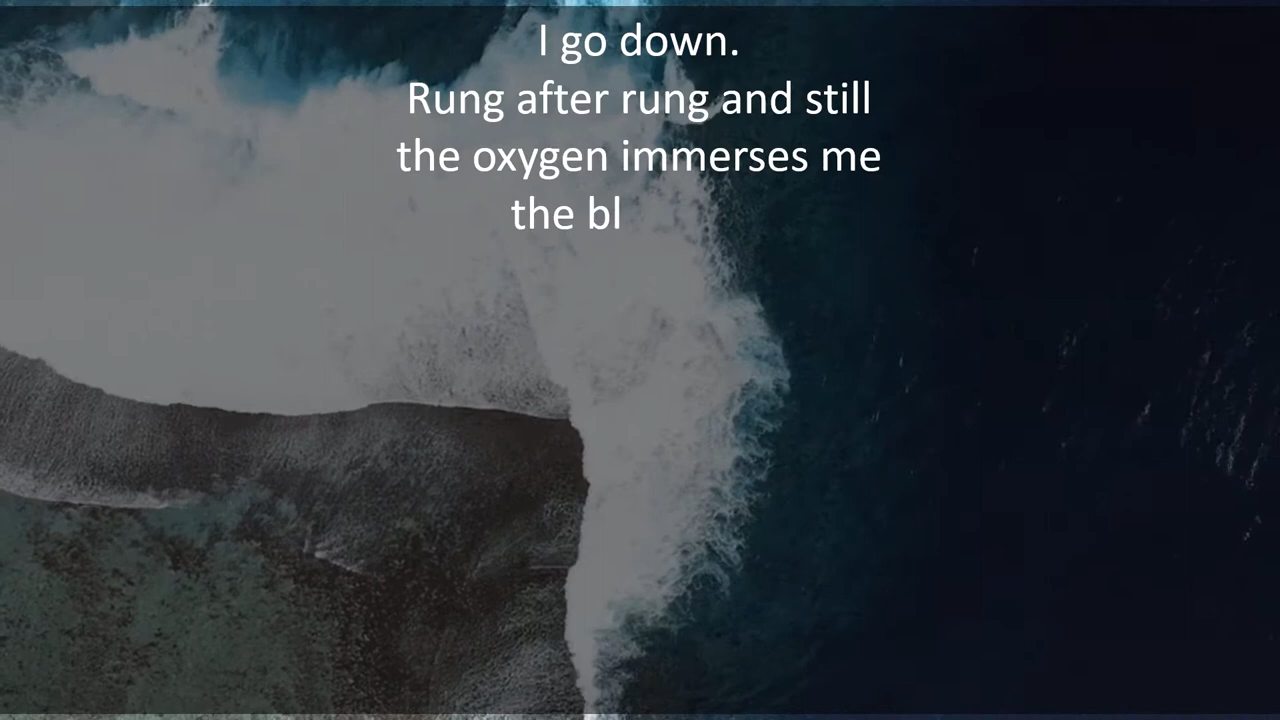 I go down.
Rung after rung and still
the oxygen immerses me
the bl